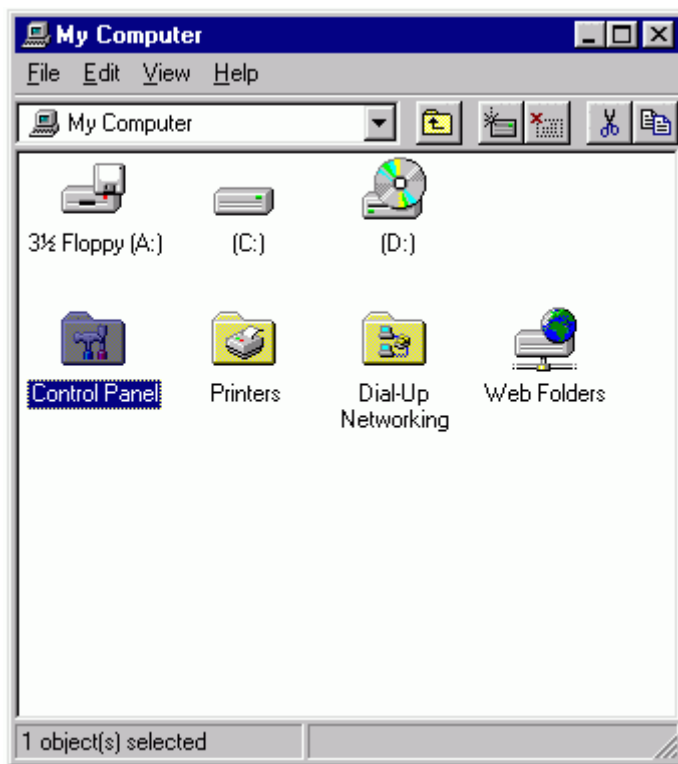 My Computer
File Edit View Help
My Computer
3½ Floppy (A:) (C:) (D:)
Control Panel Printers Dial-Up Networking Web Folders
1 object(s) selected